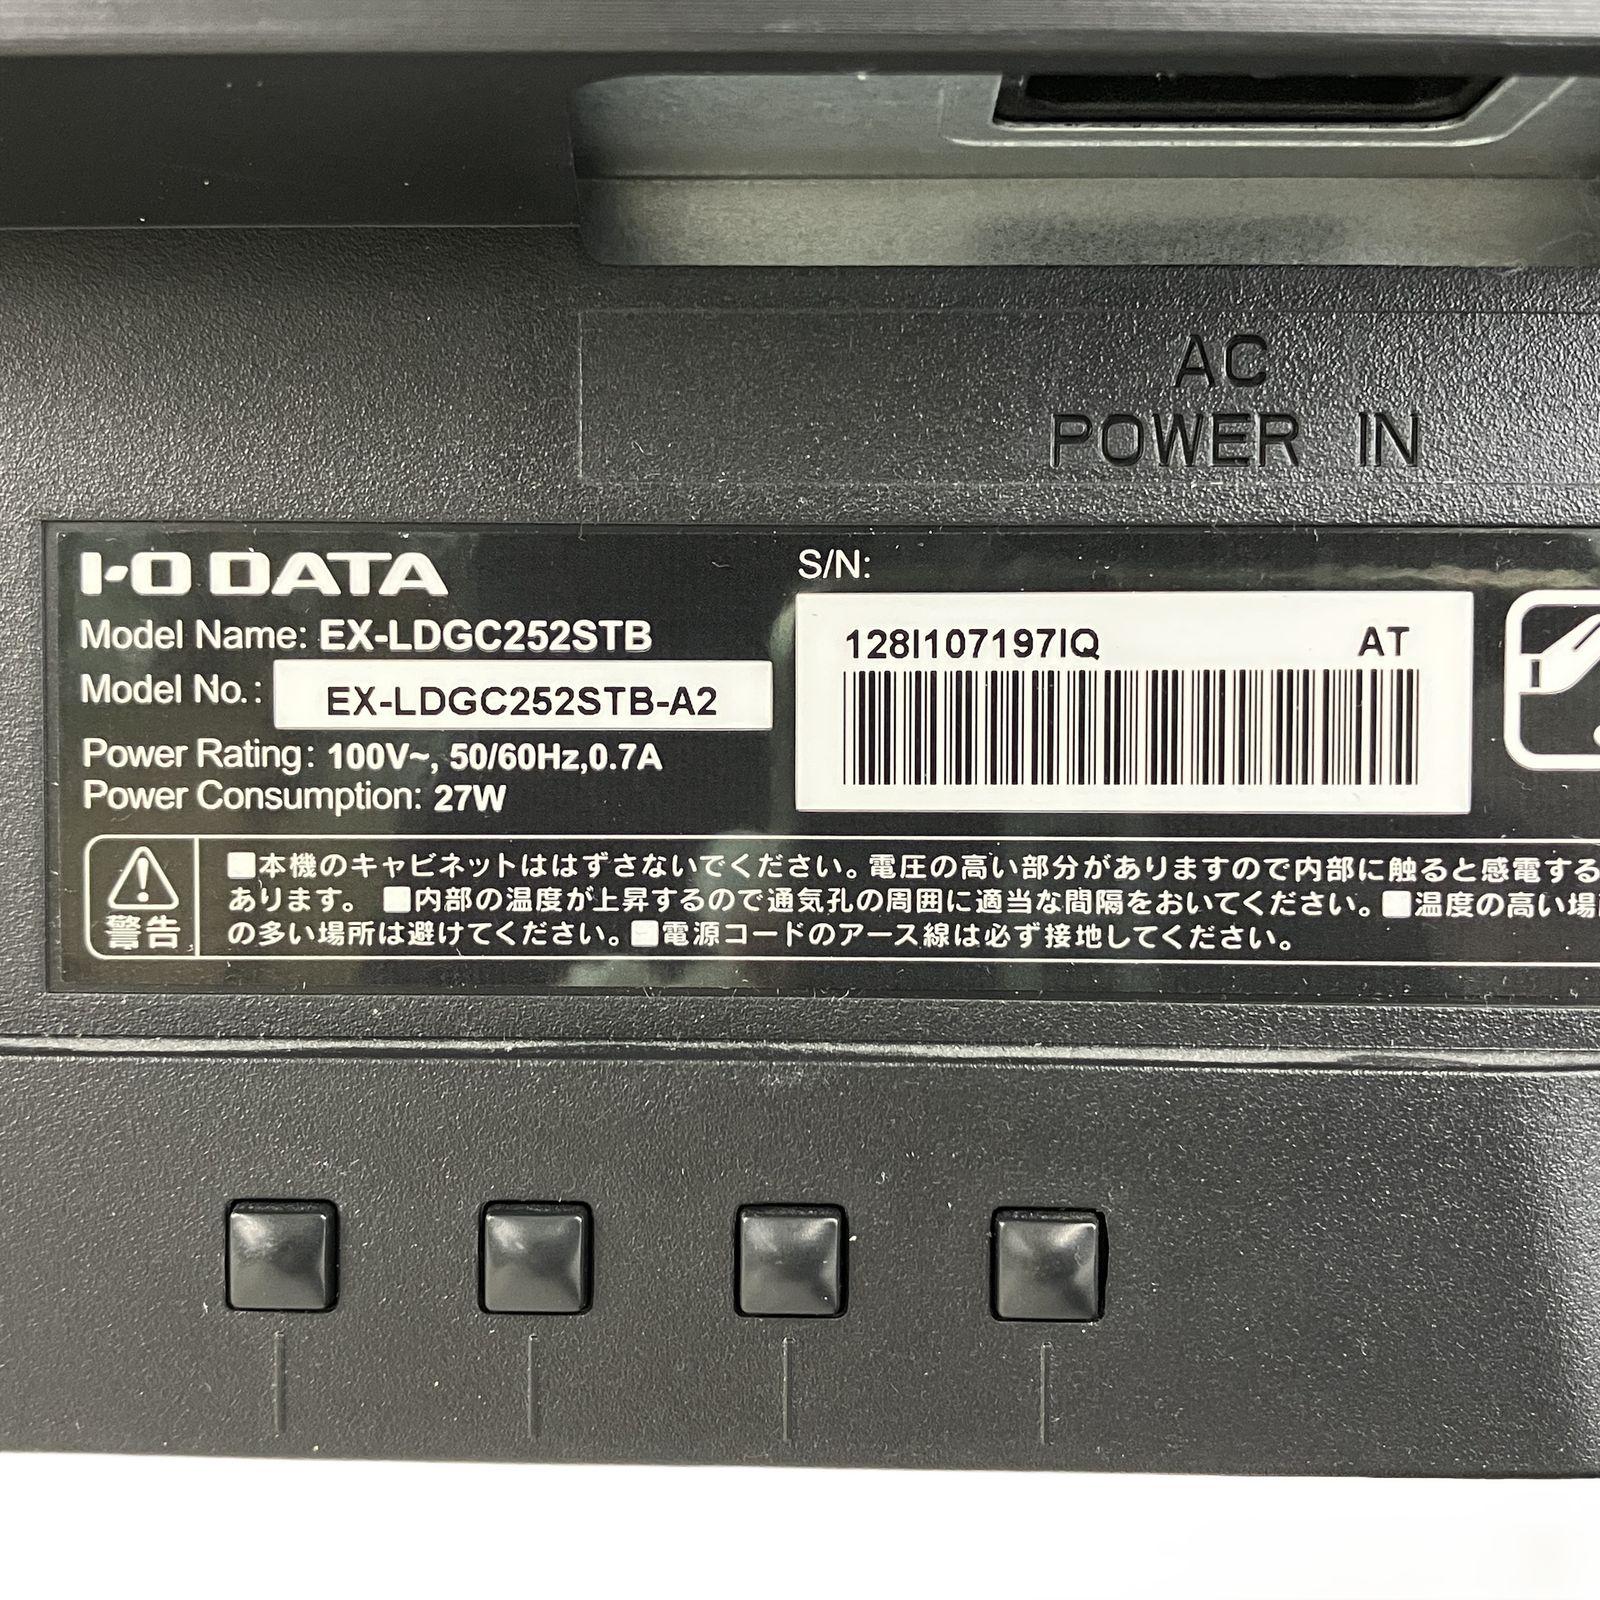 AC
POWER IN
I-O DATA
Model Name: EX-LDGC252STB
Model No.: EX-LDGC252STB-A2
Power Rating: 100V~, 50/60Hz,0.7A
Power Consumption: 27W
S/N:
128I107197IQ AT
警告
■本機のキャビネットははずさないでください。電圧の高い部分がありますので内部に触ると感電する
あります。 ■内部の温度が上昇するので通気孔の周囲に適当な間隔をおいてください。■温度の高い場
の多い場所は避けてください。■電源コードのアース線は必ず接地してください。